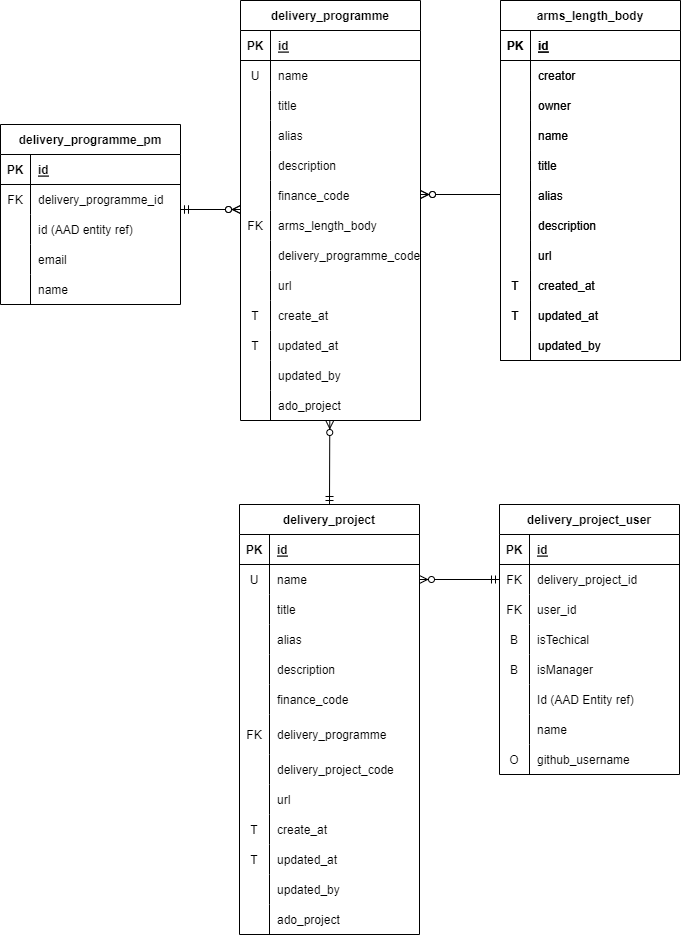 delivery_programme
PK id
U name
title
alias
description
finance_code
FK arms_length_body
delivery_programme_code
url
T create_at
T updated_at
updated_by
ado_project
arms_length_body
PK id
creator
owner
name
title
alias
description
url
T created_at
T updated_at
updated_by
delivery_programme_pm
PK id
FK delivery_programme_id
id (AAD entity ref)
email
name
delivery_project
PK id
U name
title
alias
description
finance_code
FK delivery_programme
delivery_project_code
url
T create_at
T updated_at
updated_by
ado_project
delivery_project_user
PK id
FK delivery_project_id
FK user_id
B isTechical
B isManager
Id (AAD Entity ref)
name
O github_username